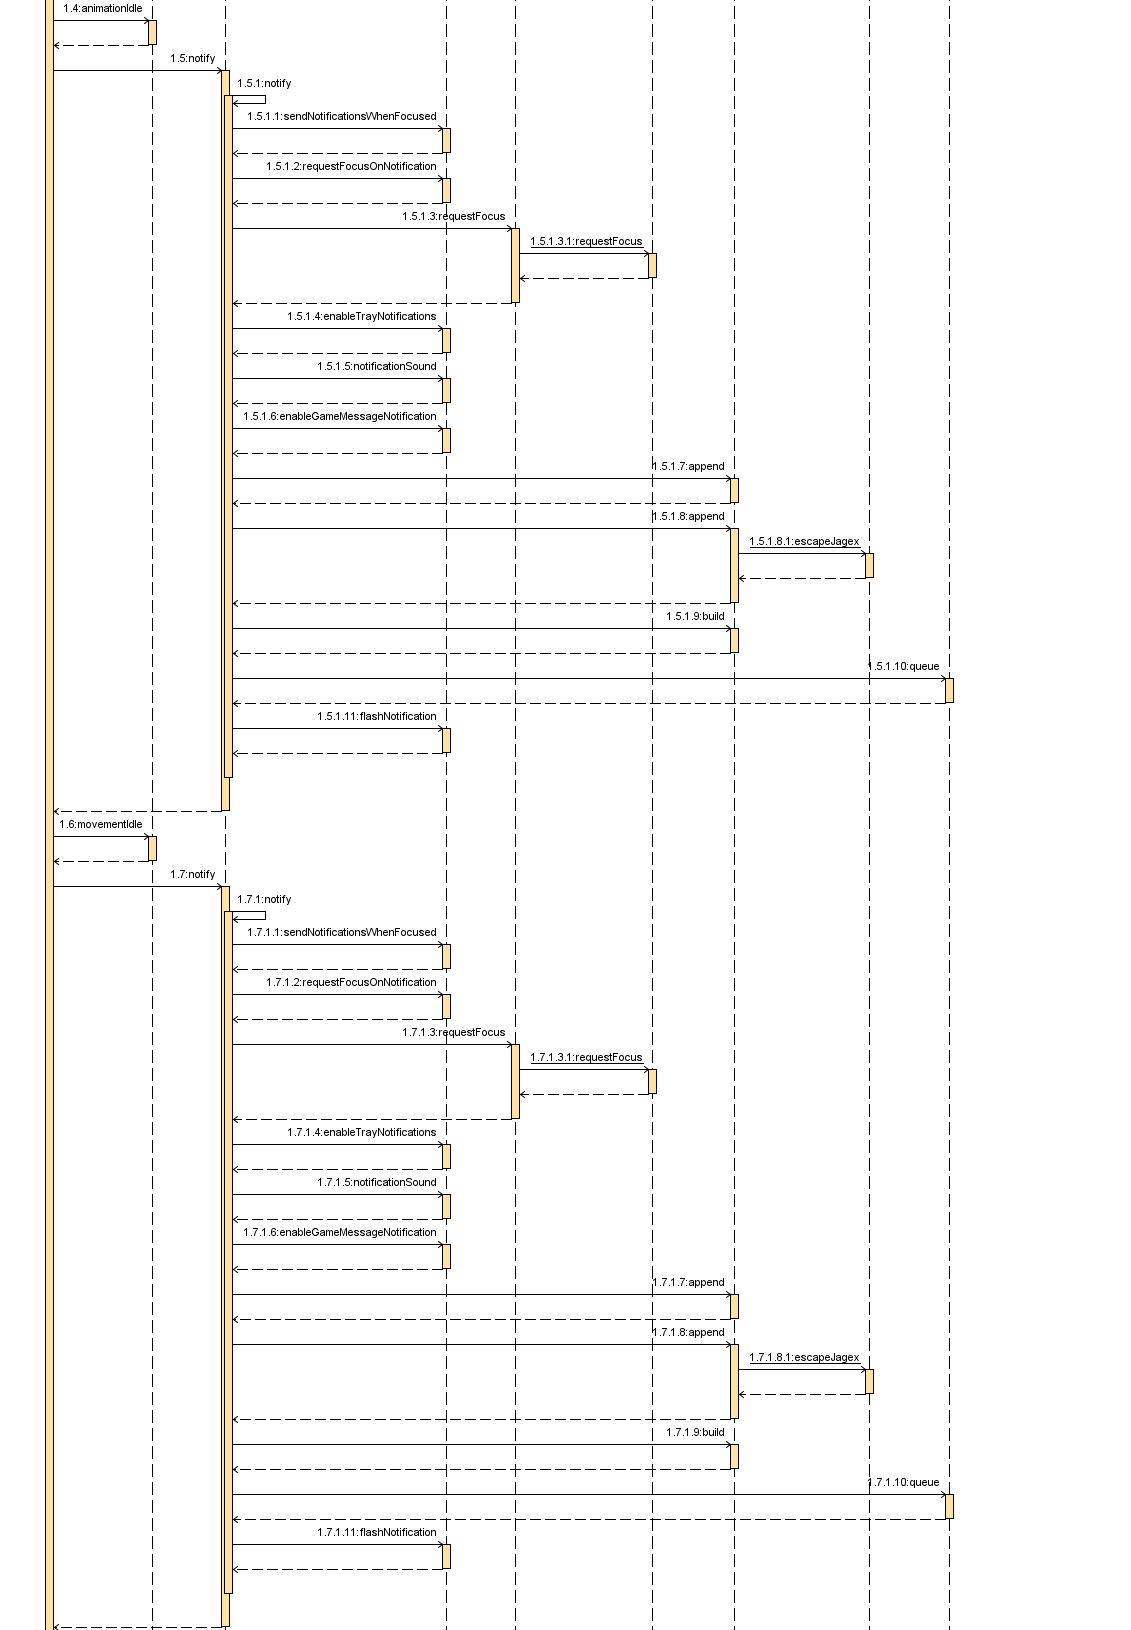 1.4:animationIdle
1.5:notify
1.5.1:notify
1.5.1.1:sendNotificationsWhenFocused
1.5.1.2:requestFocusOnNotification
1.5.1.3:requestFocus
1.5.1.3.1:requestFocus
1.5.1.4:enableTrayNotifications
1.5.1.5:notificationSound
1.5.1.6:enableGameMessageNotification
1.5.1.7:append
1.5.1.8:append
1.5.1.8.1:escapeJagex
1.5.1.9:build
1.5.1.10:queue
1.5.1.11:flashNotification
1.6:movementIdle
1.7:notify
1.7.1:notify
1.7.1.1:sendNotificationsWhenFocused
1.7.1.2:requestFocusOnNotification
1.7.1.3:requestFocus
1.7.1.3.1:requestFocus
1.7.1.4:enableTrayNotifications
1.7.1.5:notificationSound
1.7.1.6:enableGameMessageNotification
1.7.1.7:append
1.7.1.8:append
1.7.1.8.1:escapeJagex
1.7.1.9:build
1.7.1.10:queue
1.7.1.11:flashNotification